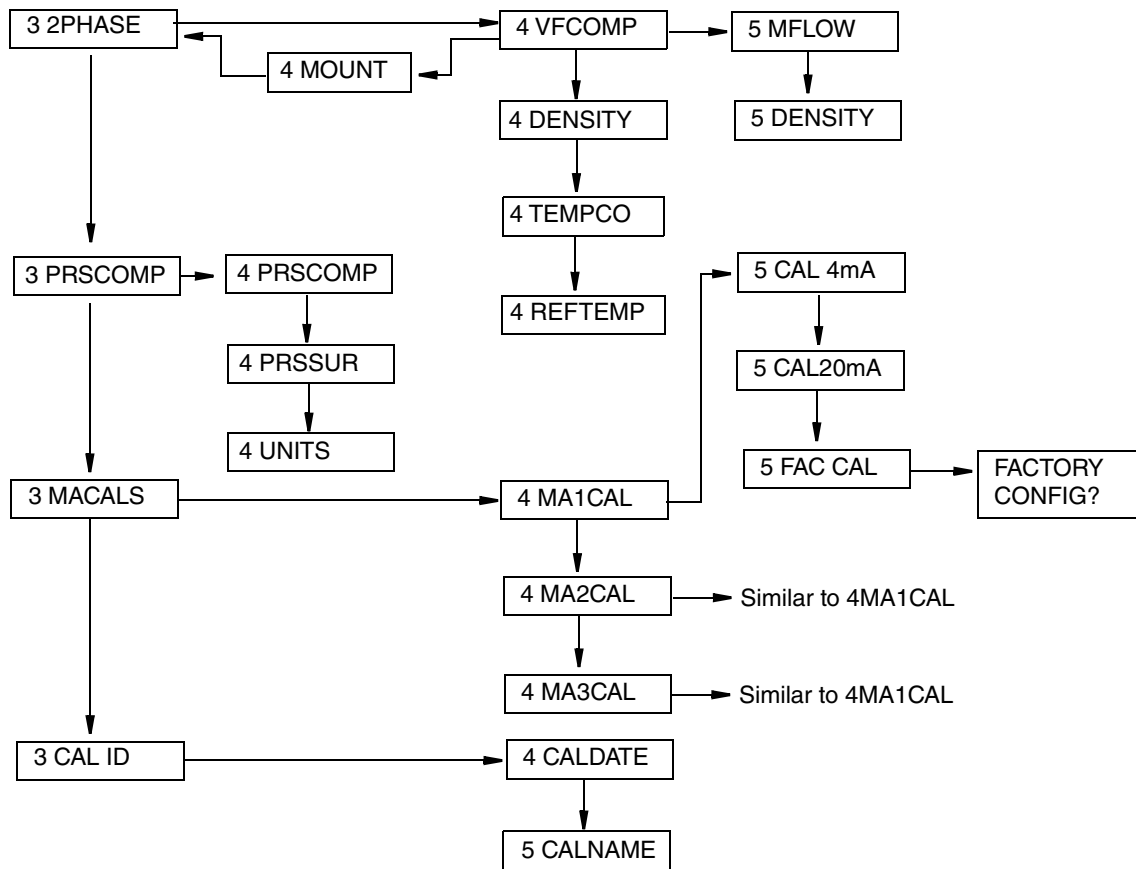 3 2PHASE
4 VFCOMP
5 MFLOW
4 MOUNT
4 DENSITY
5 DENSITY
4 TEMPCO
3 PRSCOMP
4 PRSCOMP
5 CAL 4mA
4 REFTEMP
4 PRSSUR
5 CAL20mA
4 UNITS
5 FAC CAL
FACTORY
CONFIG?
3 MACALS
4 MA1CAL
4 MA2CAL
Similar to 4MA1CAL
4 MA3CAL
Similar to 4MA1CAL
3 CAL ID
4 CALDATE
5 CALNAME